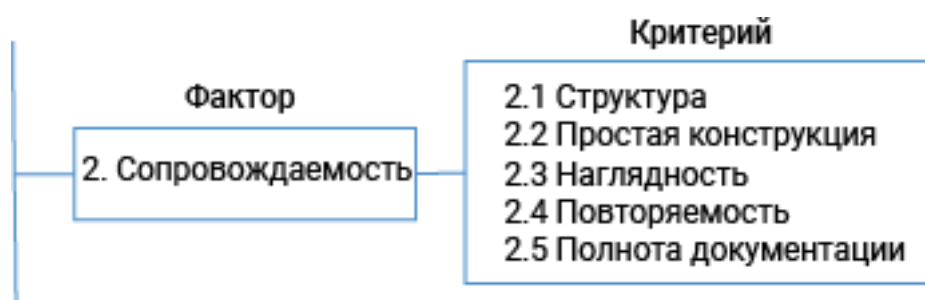 Критерий
Фактор
2. Сопровождаемость
2.1 Структура
2.2 Простая конструкция
2.3 Наглядность
2.4 Повторяемость
2.5 Полнота документации